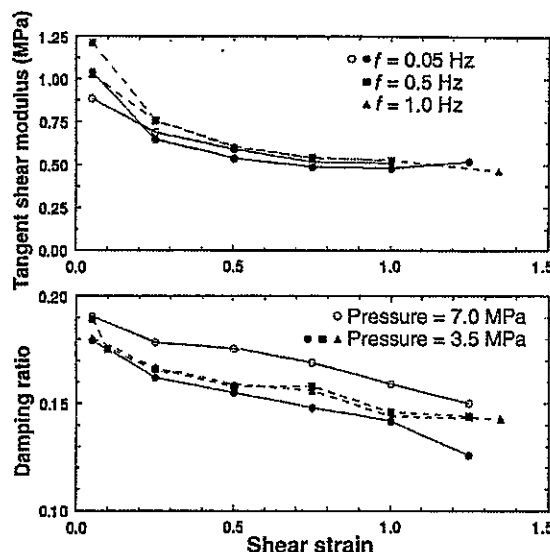 Tangent shear modulus (MPa)
1.25
1.00
0.75
0.50
0.25
0.00
0.0 0.5 1.0 1.5
○ ● f = 0.05 Hz
■ f = 0.5 Hz
▲ f = 1.0 Hz
Damping ratio
0.20
0.15
0.10
0.0 0.5 1.0 1.5
○ Pressure = 7.0 MPa
● ■ ▲ Pressure = 3.5 MPa
Shear strain